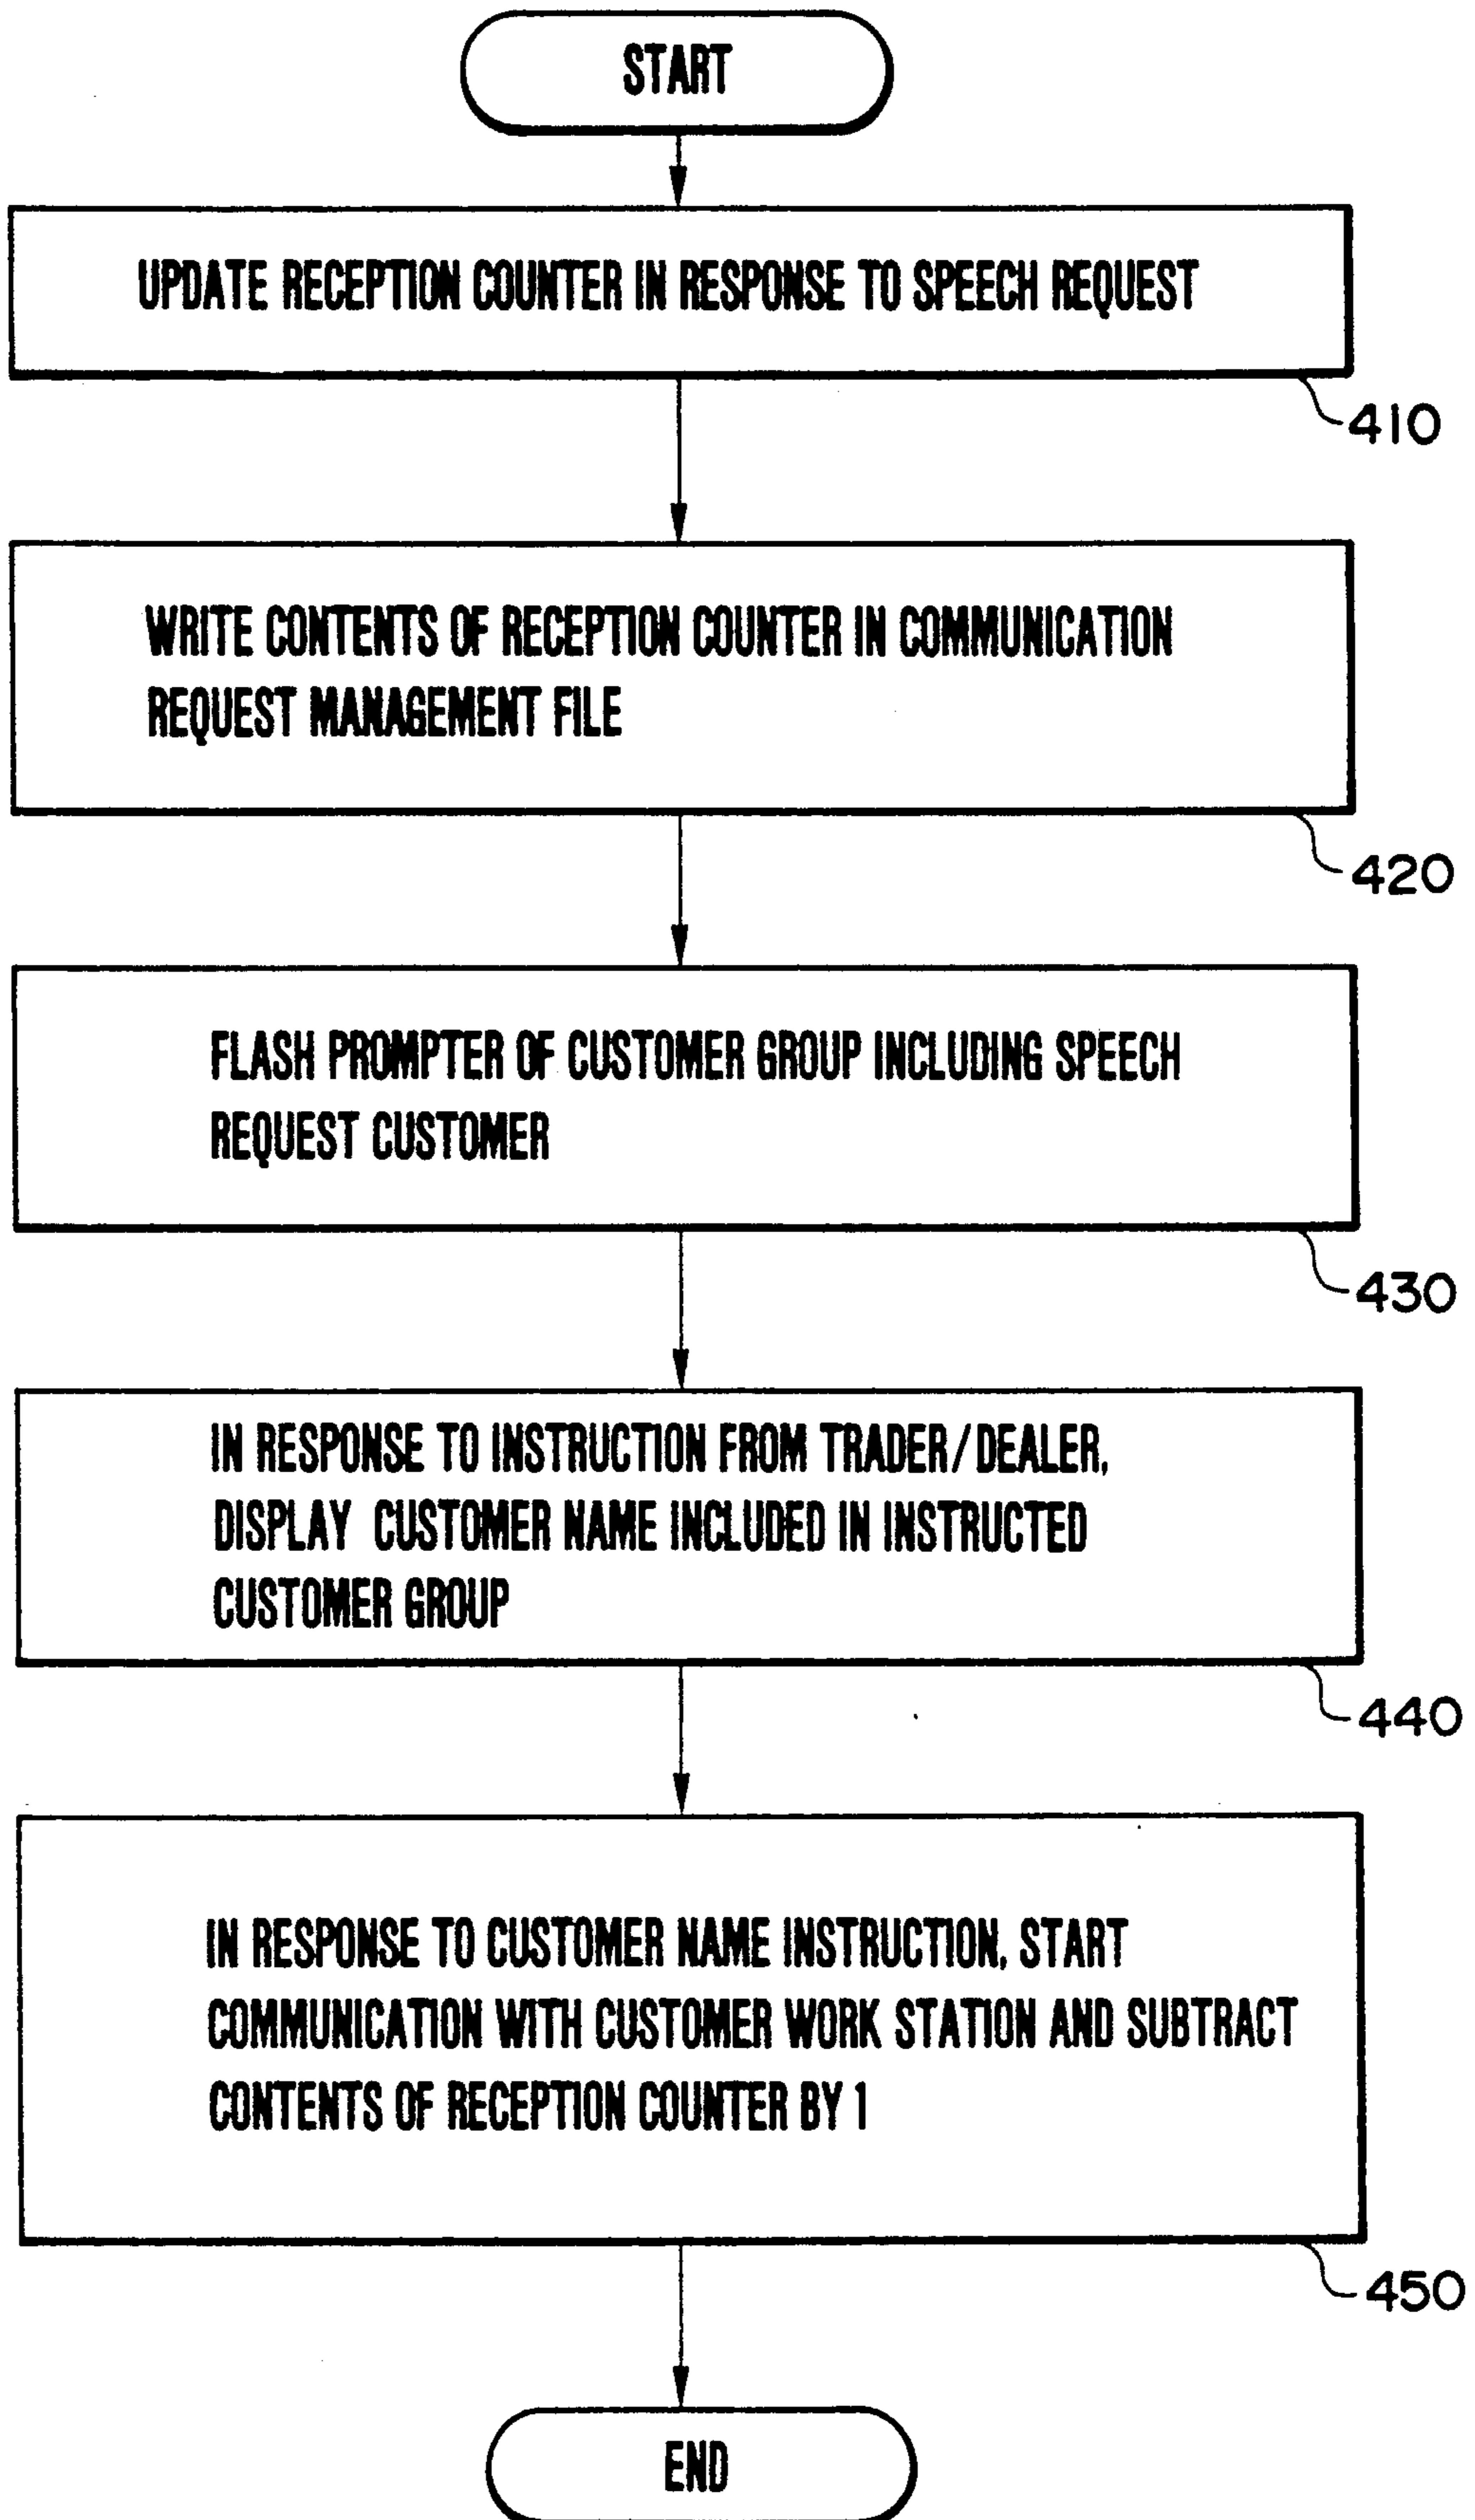 START
UPDATE RECEPTION COUNTER IN RESPONSE TO SPEECH REQUEST
410
WRITE CONTENTS OF RECEPTION COUNTER IN COMMUNICATION
REQUEST MANAGEMENT FILE
420
FLASH PROMPTER OF CUSTOMER GROUP INCLUDING SPEECH
REQUEST CUSTOMER
430
IN RESPONSE TO INSTRUCTION FROM TRADER/DEALER,
DISPLAY CUSTOMER NAME INCLUDED IN INSTRUCTED
CUSTOMER GROUP
440
IN RESPONSE TO CUSTOMER NAME INSTRUCTION, START
COMMUNICATION WITH CUSTOMER WORK STATION AND SUBTRACT
CONTENTS OF RECEPTION COUNTER BY 1
450
END